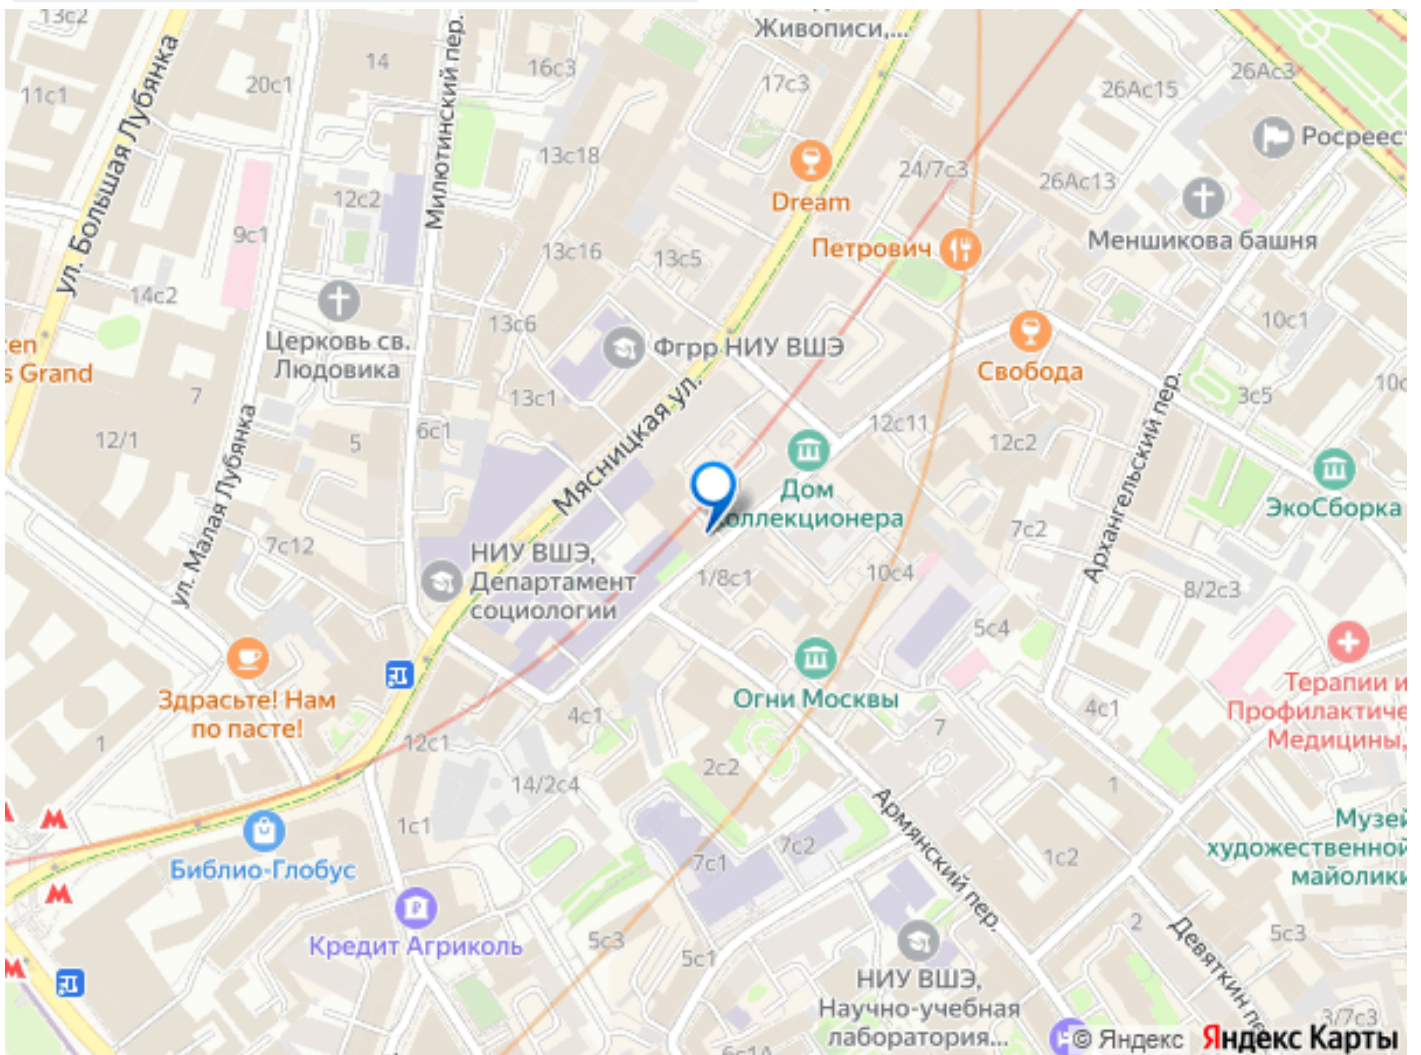 13с2
Живописи,...
14
16с3
17с3
26Ас3
20с1
11с1
26Ас15
Росреест
ул. Большая Лубянка
Милютинский пер.
13с18
24/7с3
26Ас13
12с2
Dream
9с1
Петрович
Меншикова башня
13с16
13с5
14с2
13с6
10с1
Церковь св.
Людовика
Фгрр НИУ ВШЭ
Свобода
s Grand
7
13с1
3с5
12/1
5
6с1
Мясницкая ул.
12с11
12с2
ул. Малая Лубянка
Архангельский пер.
Дом
ЭкоСборка
7с12
7с2
НИУ ВШЭ,
Департамент
социологии
1/8с1
10с4
8/2с3
5с4
Здрасьте! Нам
по пасте!
Огни Москвы
Терапии и
Профилактиче
Медицины,
4с1
7
4с1
1
12с1
2с2
14/2с4
1
1с1
Армянский пер.
Музей
художественной
майолики
Библио-Глобус
7с1
7с2
1с2
Кредит Агриколь
5с3
5с1
2
5с3
Девяткин пе
НИУ ВШЭ,
Научно-учебная
лаборатория...
6с1А
3/7с3
© Яндекс Яндекс Карты